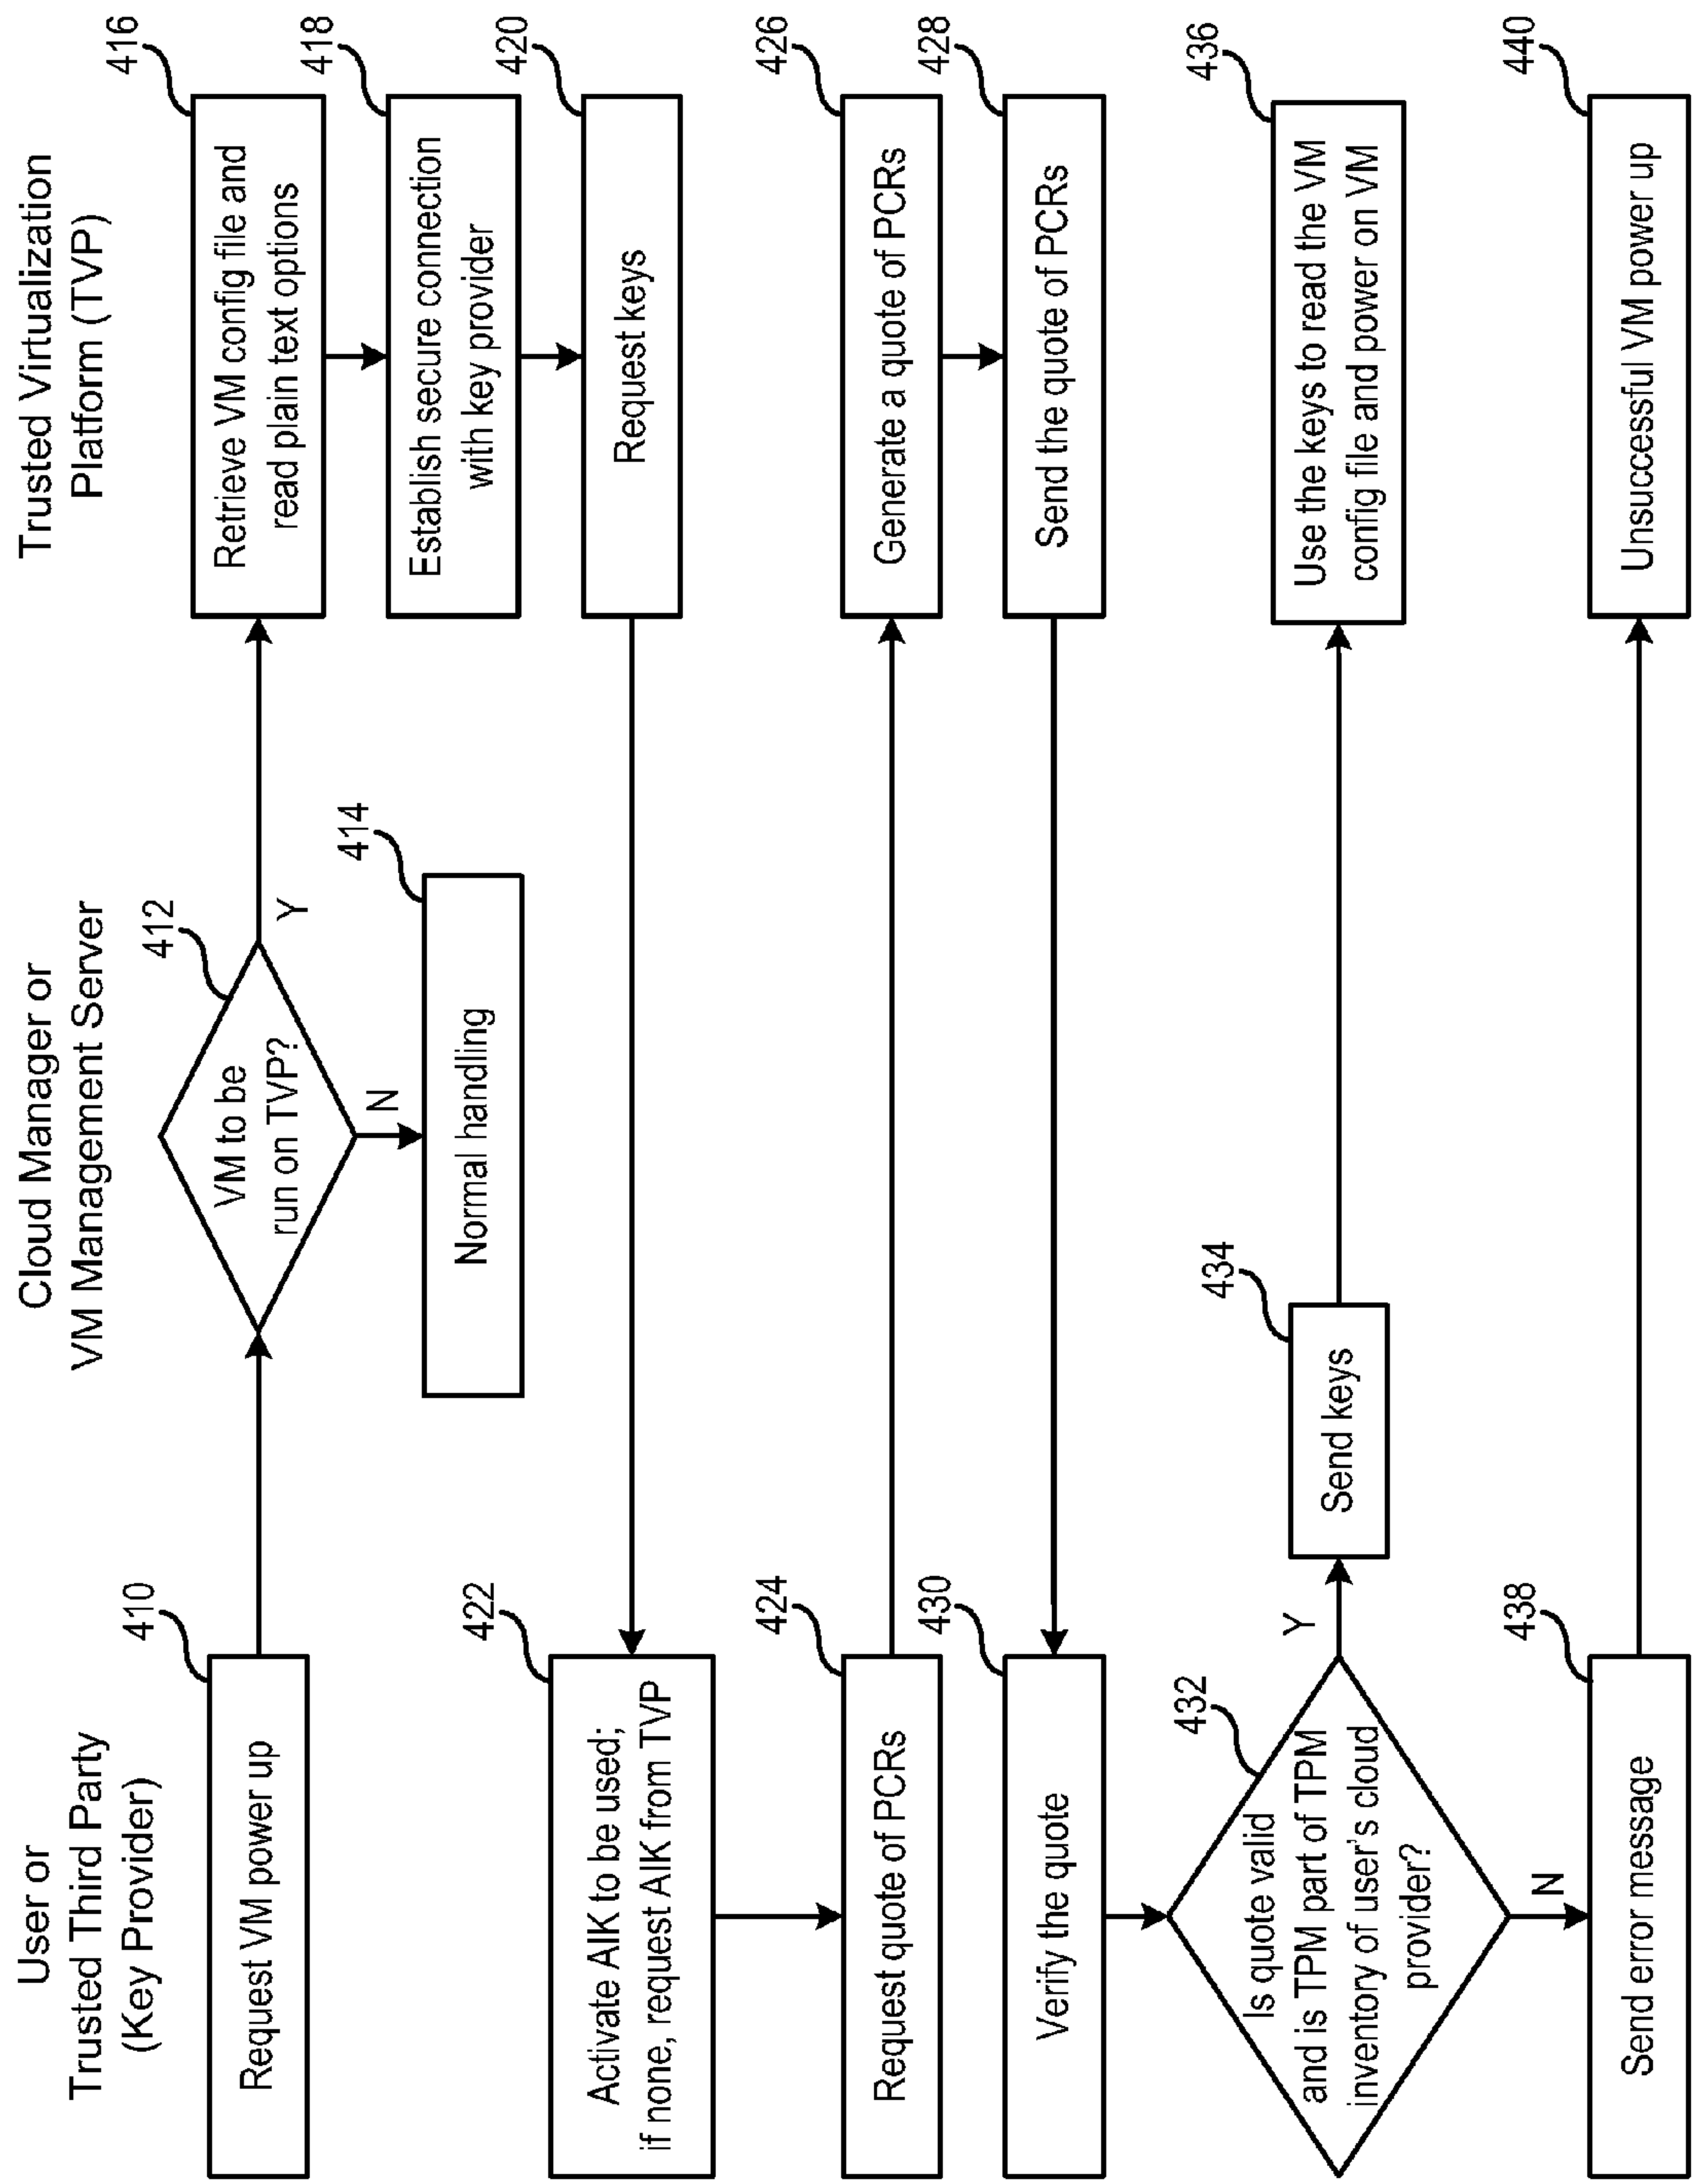 User or
Trusted Third Party
(Key Provider)
Cloud Manager or
VM Management Server
Trusted Virtualization
Platform (TVP)
410
Request VM power up
412
VM to be
run on TVP?
Y
N
414
Normal handling
416
Retrieve VM config file and
read plain text options
418
Establish secure connection
with key provider
420
Request keys
422
Activate AIK to be used;
if none, request AIK from TVP
424
Request quote of PCRs
426
Generate a quote of PCRs
428
Send the quote of PCRs
430
Verify the quote
432
Is quote valid
and is TPM part of TPM
inventory of user's cloud
provider?
Y
N
434
Send keys
436
Use the keys to read the VM
config file and power on VM
438
Send error message
440
Unsuccessful VM power up